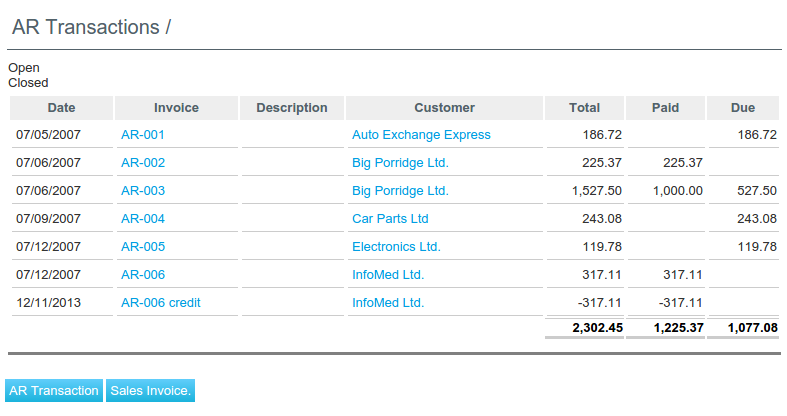 AR Transactions /
Open
Closed
Date Invoice Description Customer Total Paid Due
07/05/2007 AR-001 Auto Exchange Express 186.72 186.72
07/06/2007 AR-002 Big Porridge Ltd. 225.37 225.37
07/06/2007 AR-003 Big Porridge Ltd. 1,527.50 1,000.00 527.50
07/09/2007 AR-004 Car Parts Ltd 243.08 243.08
07/12/2007 AR-005 Electronics Ltd. 119.78 119.78
07/12/2007 AR-006 InfoMed Ltd. 317.11 317.11
12/11/2013 AR-006 credit InfoMed Ltd. -317.11 -317.11
2,302.45 1,225.37 1,077.08
AR Transaction Sales Invoice.